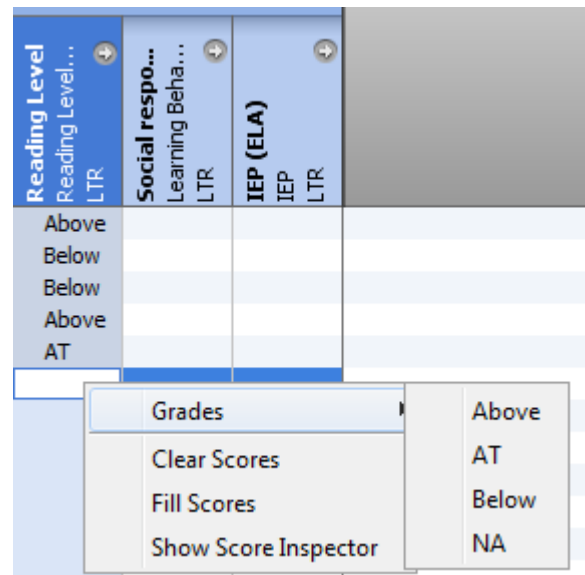 Reading Level
Reading Level...
LTR
Social respo...
Learning Beha...
LTR
IEP (ELA)
IEP
LTR
Above
Below
Below
Above
AT
Grades
Clear Scores
Fill Scores
Show Score Inspector
Above
AT
Below
NA